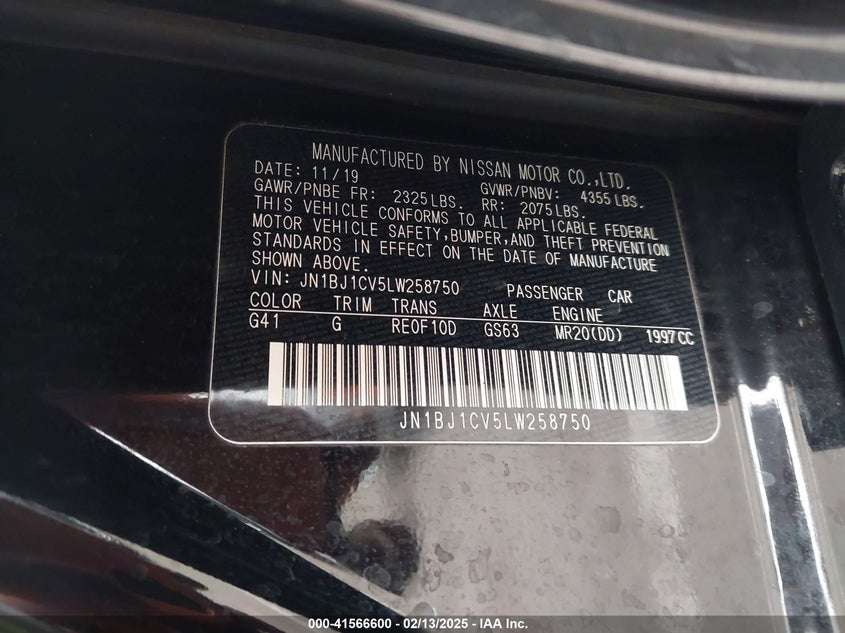 MANUFACTURED BY NISSAN MOTOR CO.,LTD.
DATE: 11/19 GVWR/PNBV: 4355 LBS.
GAWR/PNBE FR: 2325 LBS. RR: 2075 LBS.
THIS VEHICLE CONFORMS TO ALL APPLICABLE FEDERAL
MOTOR VEHICLE SAFETY,BUMPER,AND THEFT PREVENTION
STANDARDS IN EFFECT ON THE DATE OF MANUFACTURE
SHOWN ABOVE.
VIN: JN1BJ1CV5LW258750 PASSENGER CAR
COLOR TRIM TRANS AXLE ENGINE
G41 G RE0F10D GS63 MR20(DD) 1997CC
JN1BJ1CV5LW258750
000-41566600 - 02/13/2025 - IAA Inc.